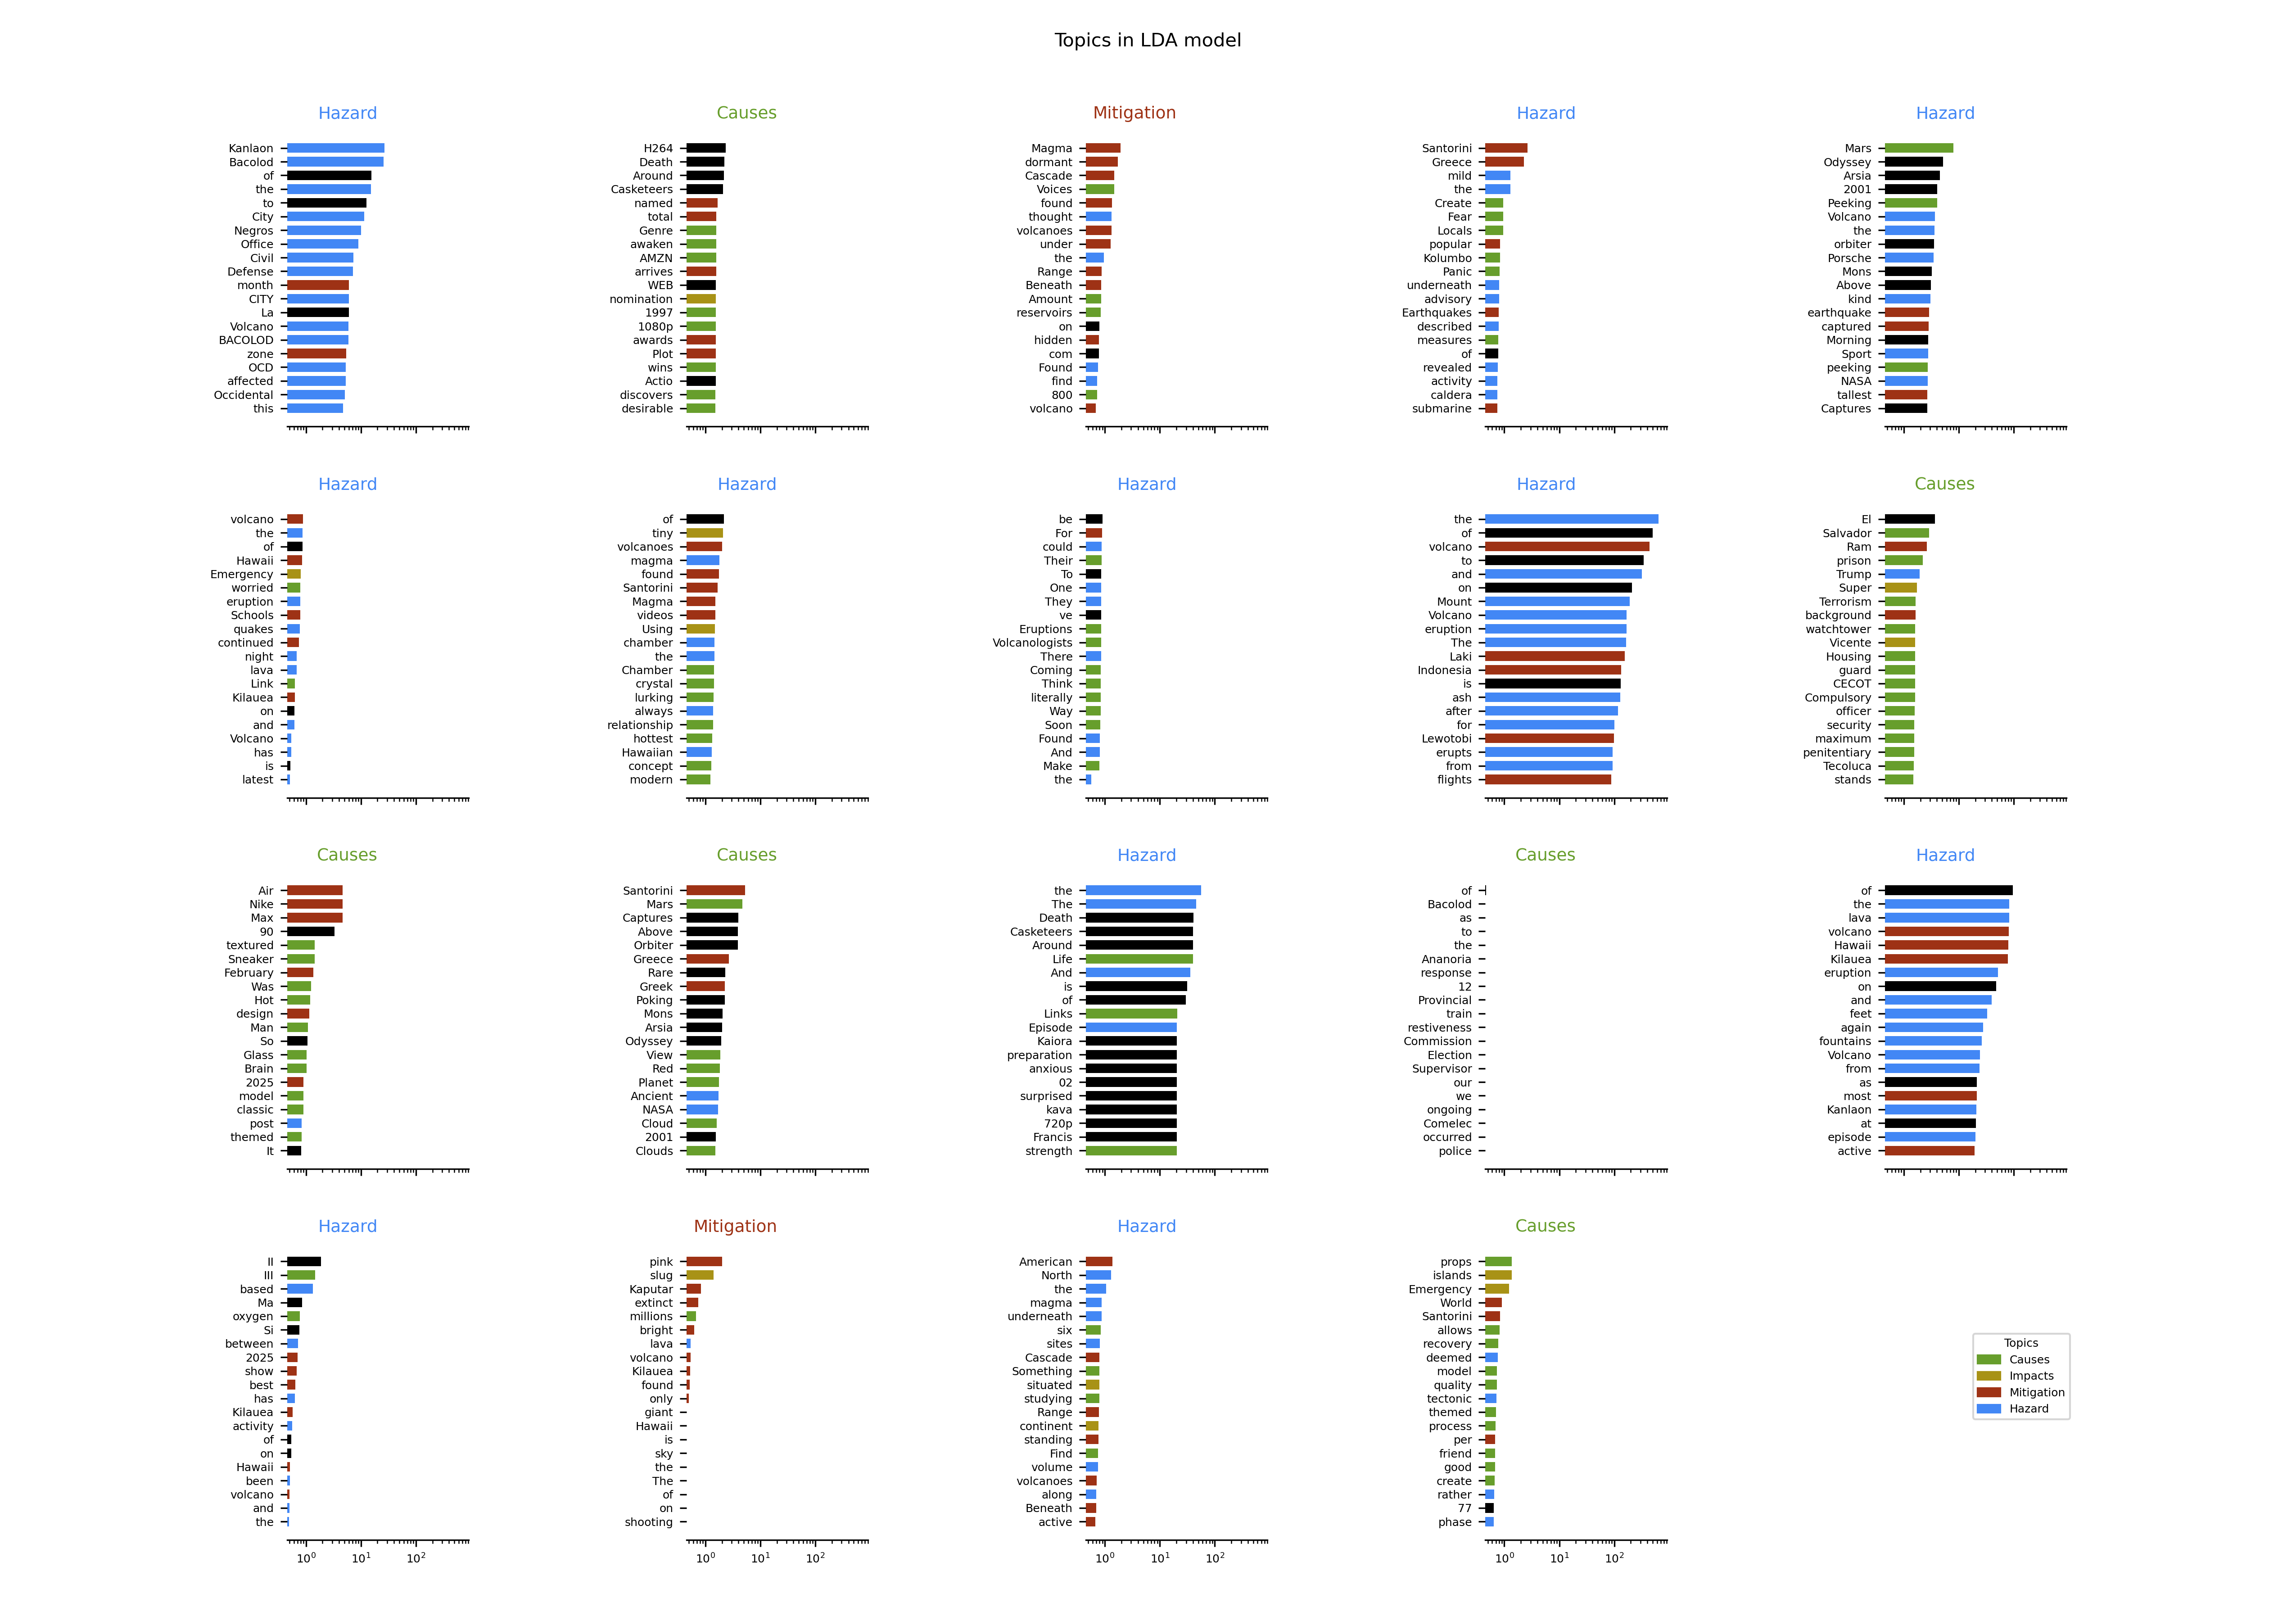 Topics in LDA model
Hazard
Kanlaon
Bacolod
of
the
to
City
Negros
Office
Civil
Defense
month
CITY
La
Volcano
BACOLOD
zone
OCD
affected
Occidental
this
Causes
H264
Death
Around
Casketeers
named
total
Genre
awaken
AMZN
arrives
WEB
nomination
1997
1080p
awards
Plot
wins
Actio
discovers
desirable
Mitigation
Magma
dormant
Cascade
Voices
found
thought
volcanoes
under
the
Range
Beneath
Amount
reservoirs
on
hidden
com
Found
find
800
volcano
Hazard
Santorini
Greece
mild
the
Create
Fear
Locals
popular
Kolumbo
Panic
underneath
advisory
Earthquakes
described
measures
of
revealed
activity
caldera
submarine
Hazard
Mars
Odyssey
Arsia
2001
Peeking
Volcano
the
orbiter
Porsche
Mons
Above
kind
earthquake
captured
Morning
Sport
peeking
NASA
tallest
Captures
Hazard
volcano
the
of
Hawaii
Emergency
worried
eruption
Schools
quakes
continued
night
lava
Link
Kilauea
on
and
Volcano
has
is
latest
Hazard
of
tiny
volcanoes
magma
found
Santorini
Magma
videos
Using
chamber
the
Chamber
crystal
lurking
always
relationship
hottest
Hawaiian
concept
modern
Hazard
be
For
could
Their
To
One
They
ve
Eruptions
Volcanologists
There
Coming
Think
literally
Way
Soon
Found
And
Make
the
Hazard
the
of
volcano
to
and
on
Mount
Volcano
eruption
The
Laki
Indonesia
is
ash
after
for
Lewotobi
erupts
from
flights
Causes
El
Salvador
Ram
prison
Trump
Super
Terrorism
background
watchtower
Vicente
Housing
guard
CECOT
Compulsory
officer
security
maximum
penitentiary
Tecoluca
stands
Causes
Air
Nike
Max
90
textured
Sneaker
February
Was
Hot
design
Man
So
Glass
Brain
2025
model
classic
post
themed
It
Causes
Santorini
Mars
Captures
Above
Orbiter
Greece
Rare
Greek
Poking
Mons
Arsia
Odyssey
View
Red
Planet
Ancient
NASA
Cloud
2001
Clouds
Hazard
the
The
Death
Casketeers
Around
Life
And
is
of
Links
Episode
Kaiora
preparation
anxious
02
surprised
kava
720p
Francis
strength
Causes
of
Bacolod
as
to
the
Ananoria
response
12
Provincial
train
restiveness
Commission
Election
Supervisor
our
we
ongoing
Comelec
occurred
police
Hazard
of
the
lava
volcano
Hawaii
Kilauea
eruption
on
and
feet
again
fountains
Volcano
from
as
most
Kanlaon
at
episode
active
Hazard
II
III
based
Ma
oxygen
Si
between
2025
show
best
has
Kilauea
activity
of
on
Hawaii
been
volcano
and
the
10⁰ 10¹ 10²
Mitigation
pink
slug
Kaputar
extinct
millions
bright
lava
volcano
Kilauea
found
only
giant
Hawaii
is
sky
the
The
of
on
shooting
10⁰ 10¹ 10²
Hazard
American
North
the
magma
underneath
six
sites
Cascade
Something
situated
studying
Range
continent
standing
Find
volume
volcanoes
along
Beneath
active
10⁰ 10¹ 10²
Causes
props
islands
Emergency
World
Santorini
allows
recovery
deemed
model
quality
tectonic
themed
process
per
friend
good
create
rather
77
phase
10⁰ 10¹ 10²
Topics
Causes
Impacts
Mitigation
Hazard